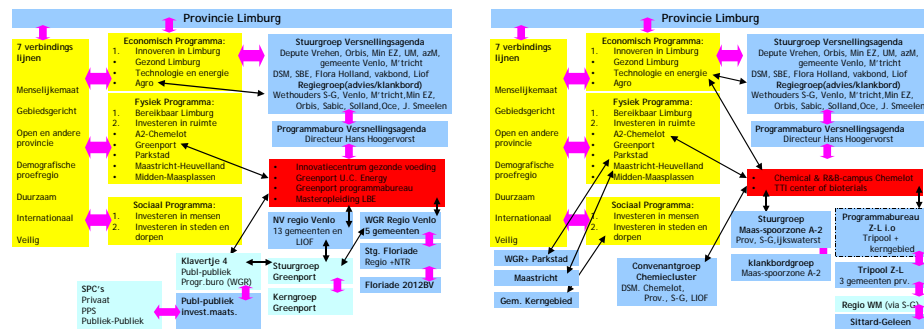 Provincie Limburg
7 verbindings
lijnen
Menselijkemaat
Gebiedsgericht
Open en andere
provincie
Demografische
proefregio
Duurzaam
Internationaal
Veilig
Economisch Programma:
1. Innoveren in Limburg
• Gezond Limburg
• Technologie en energie
• Agro
Fysiek Programma:
1. Bereikbaar Limburg
2. Investeren in ruimte
• A2-Chemelot
• Greenport
• Parkstad
• Maastricht-Heuvelland
• Midden-Maasplassen
Sociaal Programma:
1. Investeren in mensen
2. Investeren in steden en
dorpen
Stuurgroep Versnellingsagenda
Depute Vrehen, Orbis, Min EZ, UM, azM,
gemeente Venlo, M'tricht
DSM, SBE, Flora Holland, vakbond, Liof
Regiegroep(advies/klankbord)
Wethouders S-G, Venlo, M'tricht,Min EZ,
Orbis, Sabic, Solland,Oce, J. Smeelen
Programmaburo Versnellingsagenda
Directeur Hans Hoogervorst
• Innovatiecentrum gezonde voeding
• Greenport U.C. Energy
• Greenport programmabureau
• Masteropleiding LBE
NV regio Venlo
13 gemeenten en
LIOF
WGR Regio Venlo
5 gemeenten
Stg. Floriade
Regio +NTR
Floriade 2012BV
Klavertje 4
Publ-publiek
Progr.buro (WGR)
Stuurgroep
Greenport
Kerngroep
Greenport
SPC's
Privaat
PPS
Publiek-Publiek
Publ-publiek
invest.maats.
Provincie Limburg
7 verbindings
lijnen
Menselijkemaat
Gebiedsgericht
Open en andere
provincie
Demografische
proefregio
Duurzaam
Internationaal
Veilig
Economisch Programma:
1. Innoveren in Limburg
• Gezond Limburg
• Technologie en energie
• Agro
Fysiek Programma:
1. Bereikbaar Limburg
2. Investeren in ruimte
• A2-Chemelot
• Greenport
• Parkstad
• Maastricht-Heuvelland
• Midden-Maasplassen
Sociaal Programma:
1. Investeren in mensen
2. Investeren in steden en
dorpen
Stuurgroep Versnellingsagenda
Depute Vrehen, Orbis, Min EZ, UM, azM,
gemeente Venlo, M'tricht
DSM, SBE, Flora Holland, vakbond, Liof
Regiegroep(advies/klankbord)
Wethouders S-G, Venlo, M'tricht,Min EZ,
Orbis, Sabic, Solland,Oce, J. Smeelen
Programmaburo Versnellingsagenda
Directeur Hans Hoogervorst
• Chemical & R&B-campus Chemelot
• TTI center of bioterials
WGR+ Parkstad
Maastricht
Gem. Kerngebied
Stuurgroep
Maas-spoorzone A-2
Prov, S-G,ijkswaterst
klankbordgroep
Maas-spoorzone A-2
Convenantgroep
Chemiecluster
DSM. Chemelot,
Prov., S-G, LIOF
Programmabureau
Z-L i.o
Tripool +
kerngebied
Tripool Z-L
3 gemeenten prv.
Regio WM (via S-G)
Sittard-Geleen